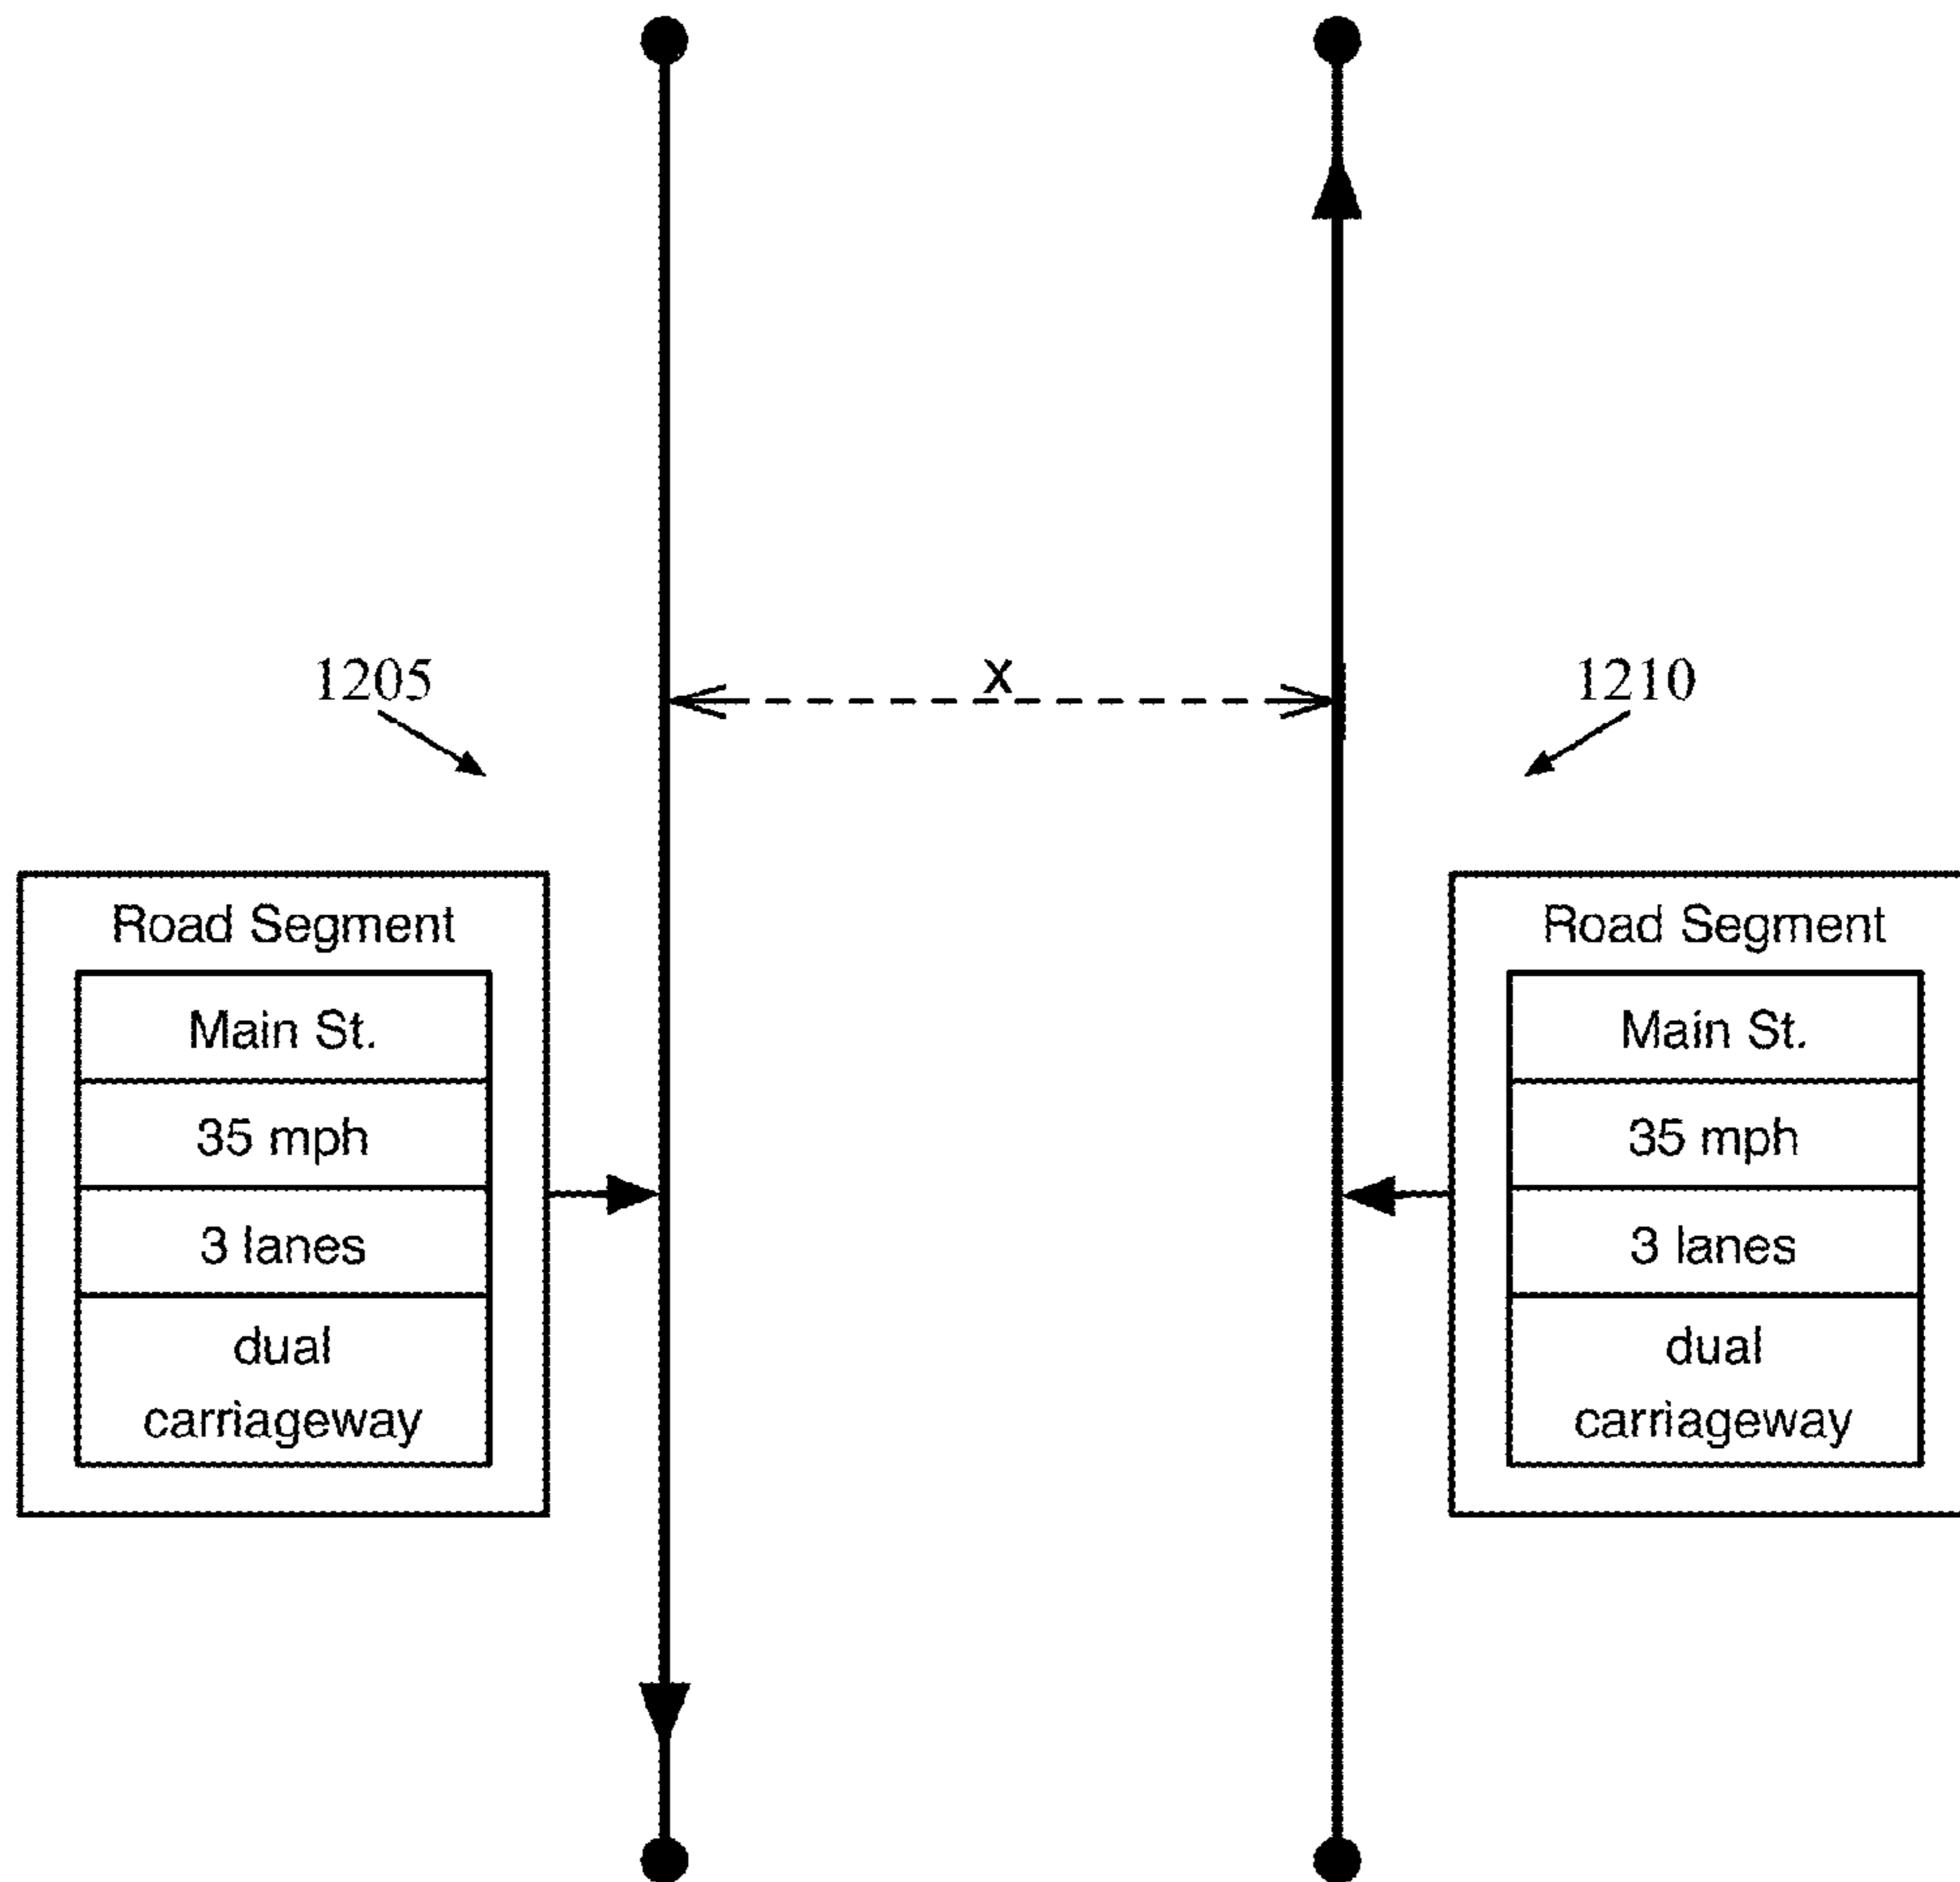 x
1205
1210
Road Segment
Main St.
35 mph
3 lanes
dual
carriageway
Road Segment
Main St.
35 mph
3 lanes
dual
carriageway